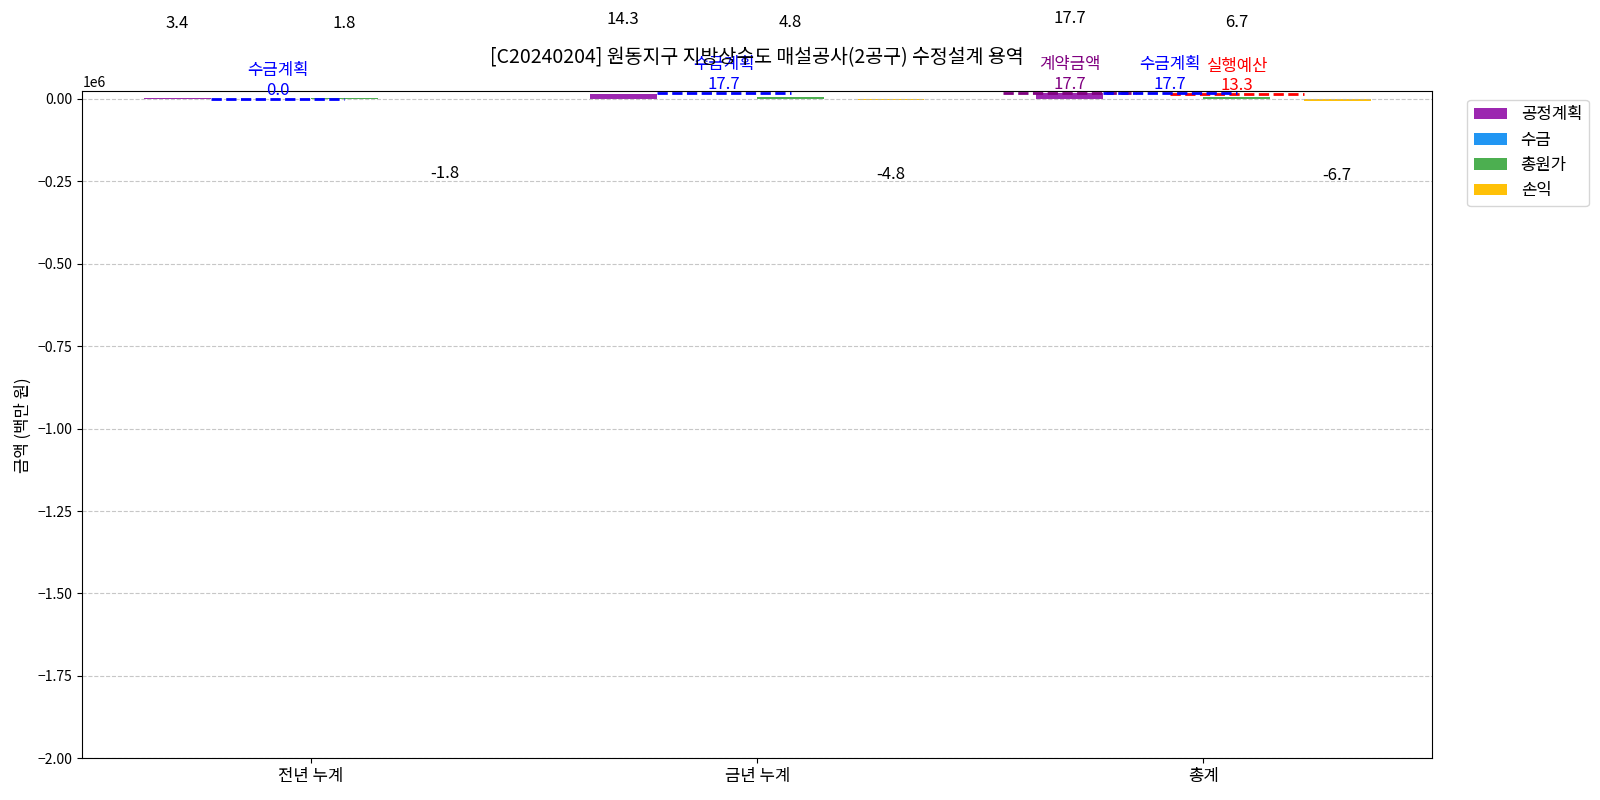 3.4
1.8
14.3
4.8
17.7
6.7
[C20240204] 원동지구 지방상수도 매설공사(2공구) 수정설계 용역
수금계획
0.0
수금계획
17.7
계약금액
17.7
수금계획
17.7
실행예산
13.3
1e6
0.00
−0.25
−0.50
−0.75
−1.00
−1.25
−1.50
−1.75
−2.00
-1.8
-4.8
-6.7
금액 (백만 원)
전년 누계
금년 누계
총계
공정계획
수금
총원가
손익